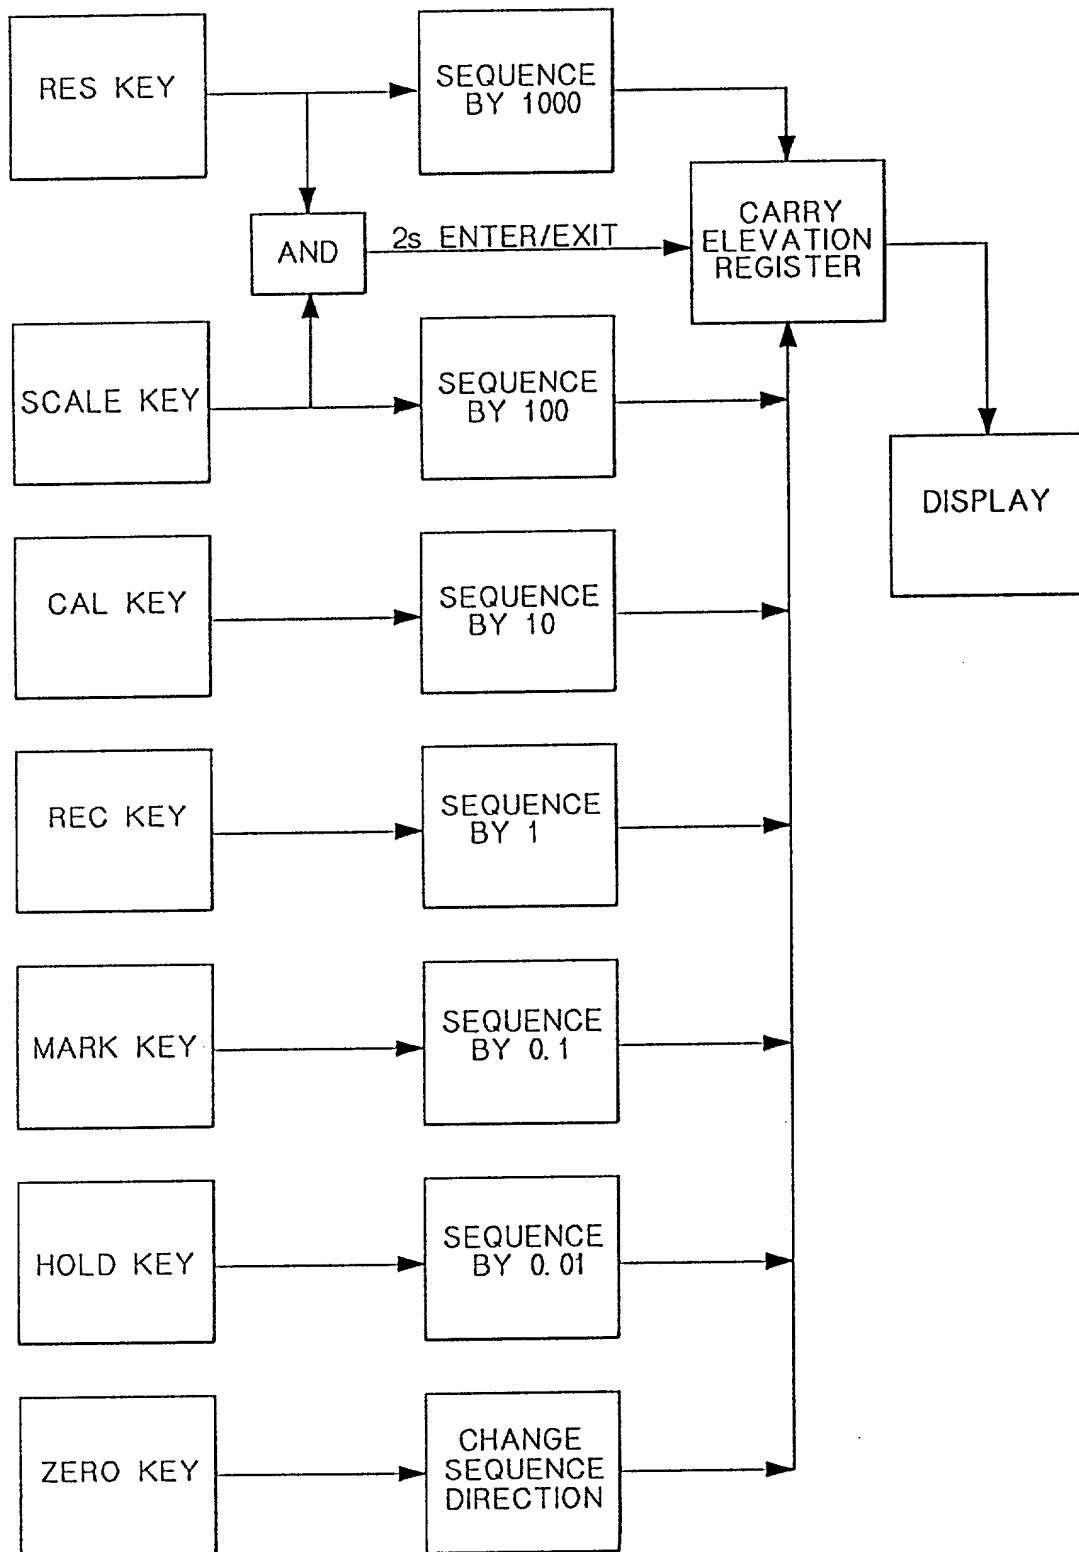 RES KEY
SEQUENCE
BY 1000
CARRY
ELEVATION
REGISTER
AND
2s ENTER/EXIT
SCALE KEY
SEQUENCE
BY 100
DISPLAY
CAL KEY
SEQUENCE
BY 10
REC KEY
SEQUENCE
BY 1
MARK KEY
SEQUENCE
BY 0.1
HOLD KEY
SEQUENCE
BY 0.01
ZERO KEY
CHANGE
SEQUENCE
DIRECTION